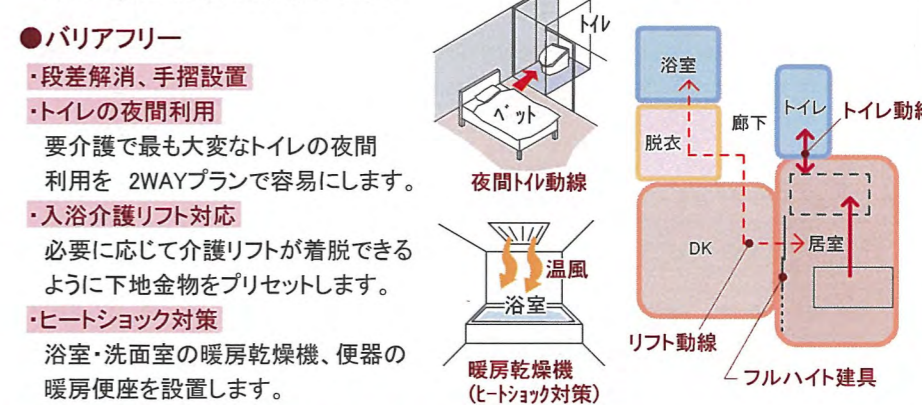 ●バリアフリー
・段差解消、手摺設置
・トイレの夜間利用
要介護で最も大変なトイレの夜間
利用を 2WAYプランで容易にします。
・入浴介護リフト対応
必要に応じて介護リフトが着脱できる
ように下地金物をプリセットします。
・ヒートショック対策
浴室・洗面室の暖房乾燥機、便器の
暖房便座を設置します。
トイレ
ベット
夜間トイレ動線
温風
浴室
暖房乾燥機
(ヒートショック対策)
浴室
トイレ
トイレ動線
脱衣
廊下
DK
居室
リフト動線
フルハイト建具